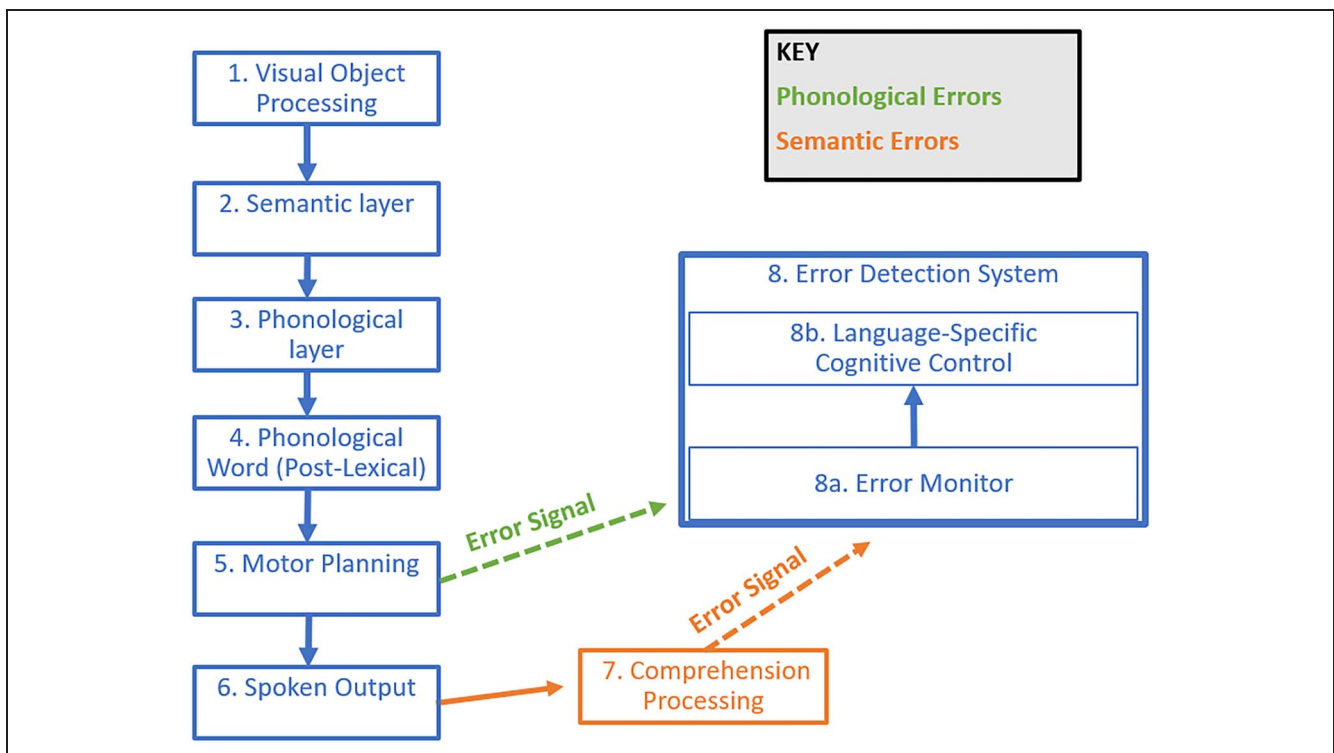 1. Visual Object
Processing
2. Semantic layer
3. Phonological
layer
4. Phonological
Word (Post-Lexical)
5. Motor Planning
6. Spoken Output
Error Signal
Error Signal
7. Comprehension
Processing
KEY
Phonological Errors
Semantic Errors
8. Error Detection System
8b. Language-Specific
Cognitive Control
8a. Error Monitor